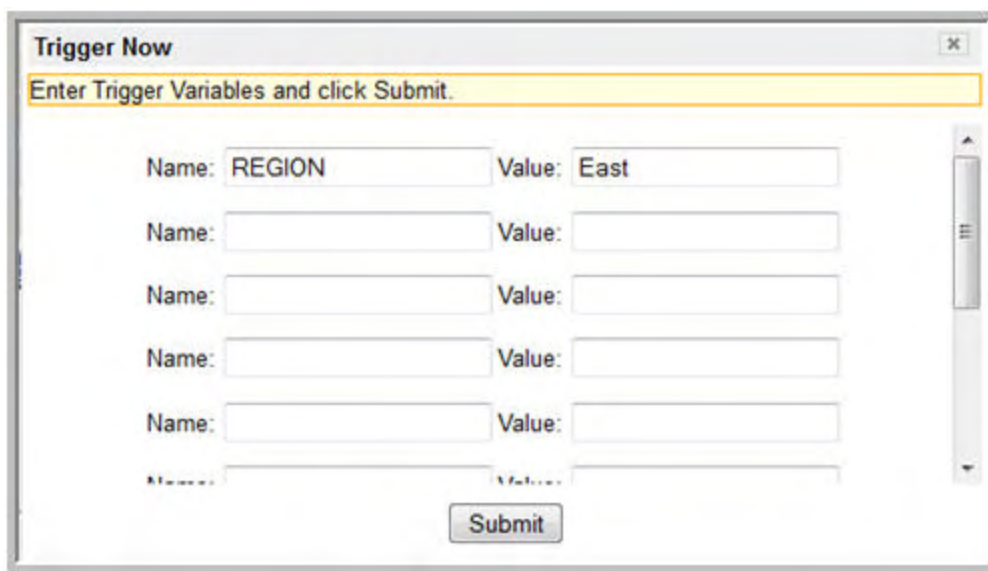 Trigger Now
Enter Trigger Variables and click Submit.
Name: REGION Value: East
Name: Value:
Name: Value:
Name: Value:
Name: Value:
Submit